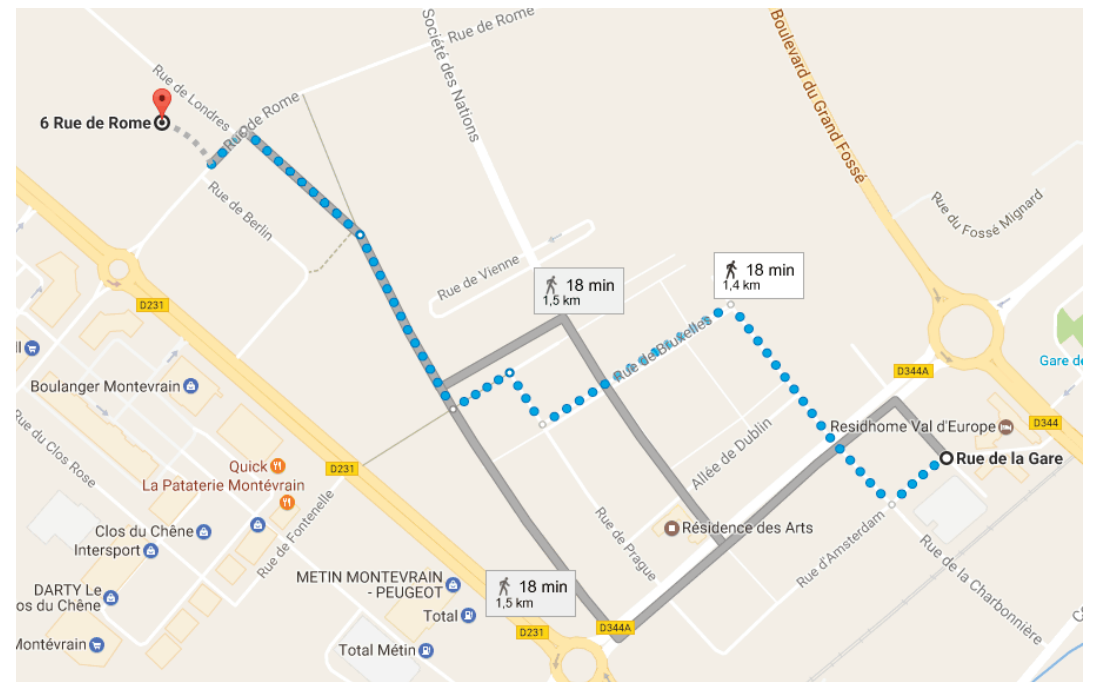 Rue de Rome
Société des Nations
Boulevard du Grand Fossé
Rue de Londres
Rue de Rome
6 Rue de Rome
Rue de Berlin
Rue du Fossé Mignard
Rue de Vienne
18 min
1,4 km
18 min
1,5 km
D231
Rue de Bruxelles
Gare de
D344A
ll
Boulanger Montevrain
Rue du Clos Rose
Allée de Dublin
Residhome Val d'Europe
D344
Rue de la Gare
Quick
La Pataterie Montévrain
D231
Rue de Fontenelle
Clos du Chêne
Intersport
Rue de Prague
Résidence des Arts
Rue d'Amsterdam
Rue de la Charbonnière
METIN MONTEVRAIN
- PEUGEOT
18 min
1,5 km
DARTY Le
os du Chêne
Total
D231
D344A
Montévrain
Total Métin